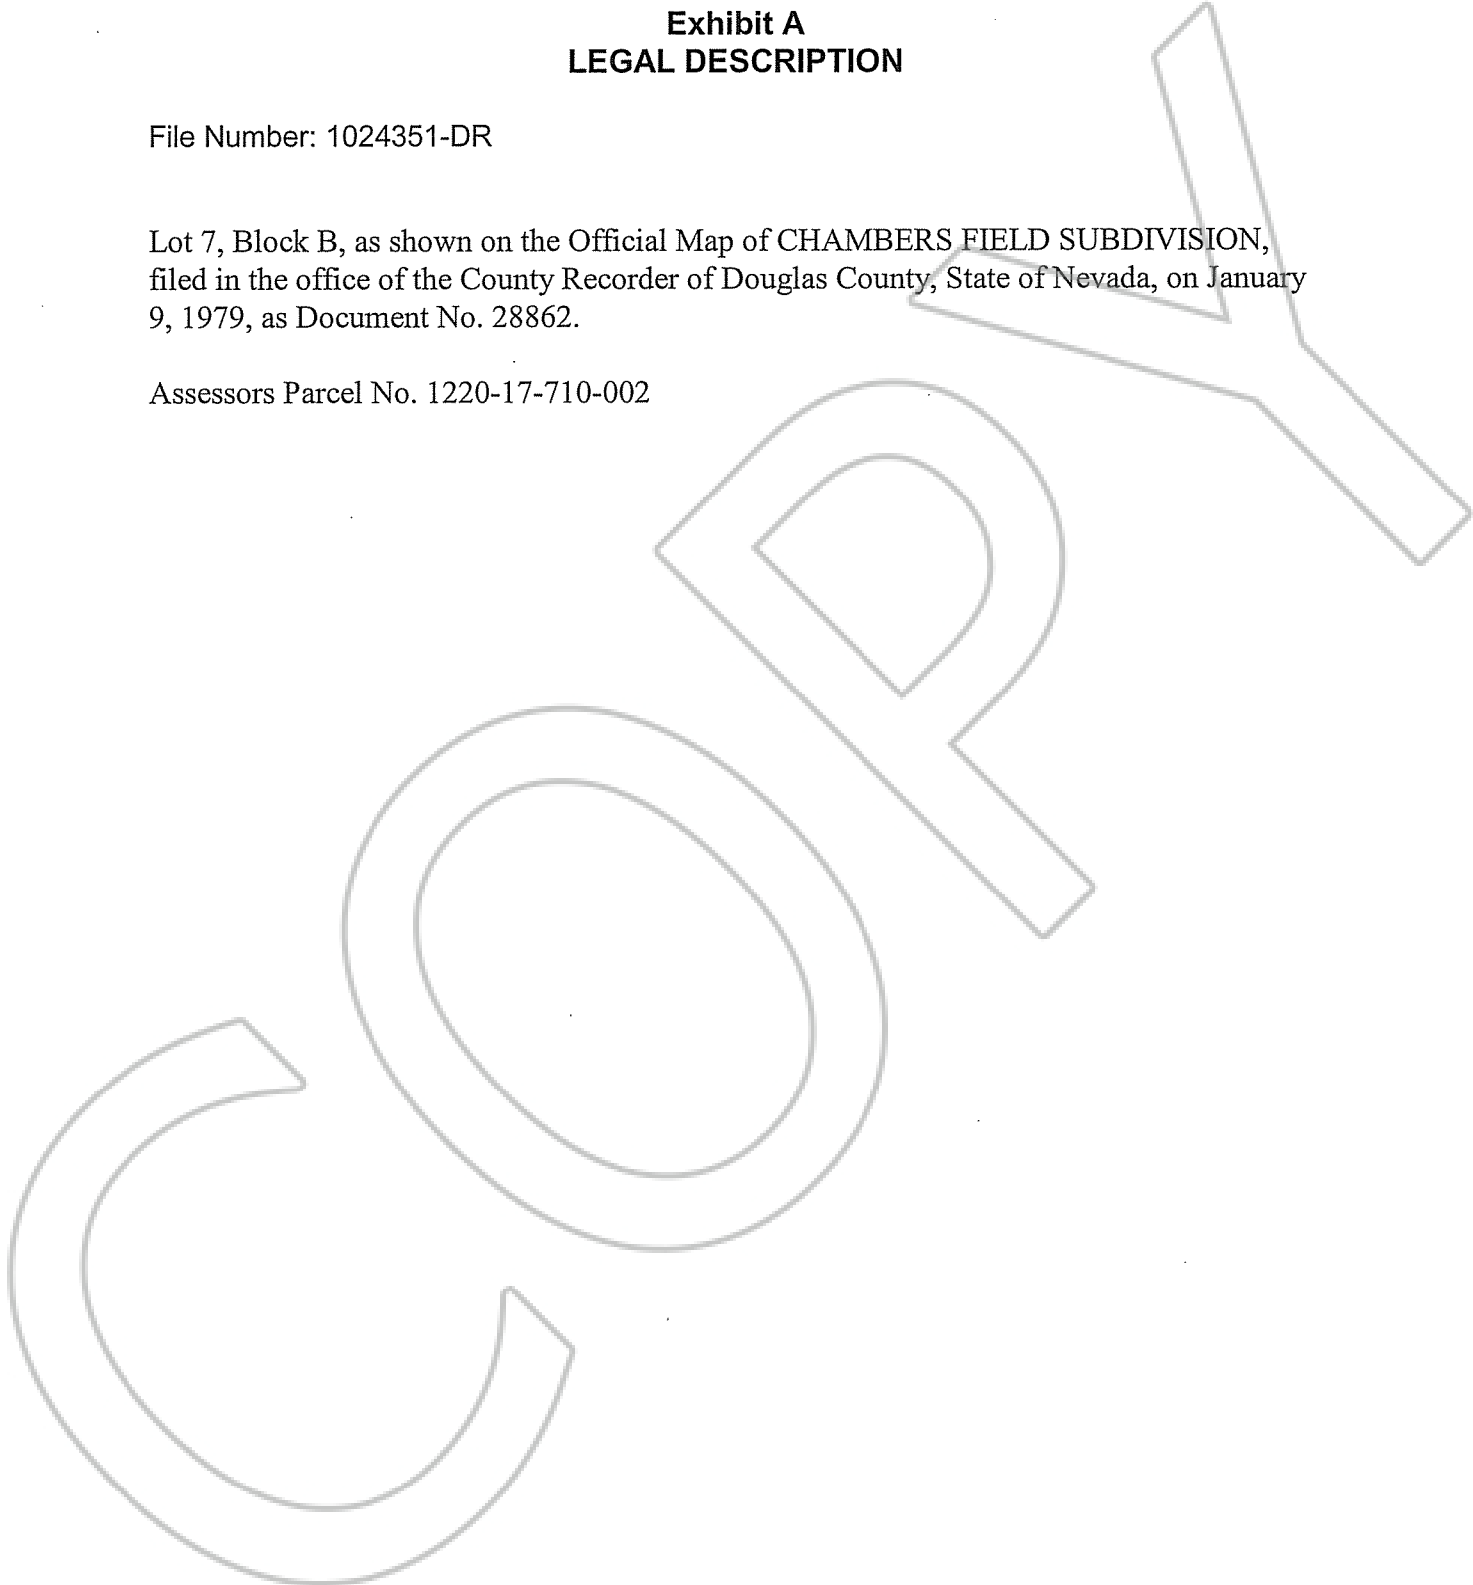 Exhibit A
LEGAL DESCRIPTION
File Number: 1024351-DR
Lot 7, Block B, as shown on the Official Map of CHAMBERS FIELD SUBDIVISION,
filed in the office of the County Recorder of Douglas County, State of Nevada, on January
9, 1979, as Document No. 28862.
Assessors Parcel No. 1220-17-710-002
COPY